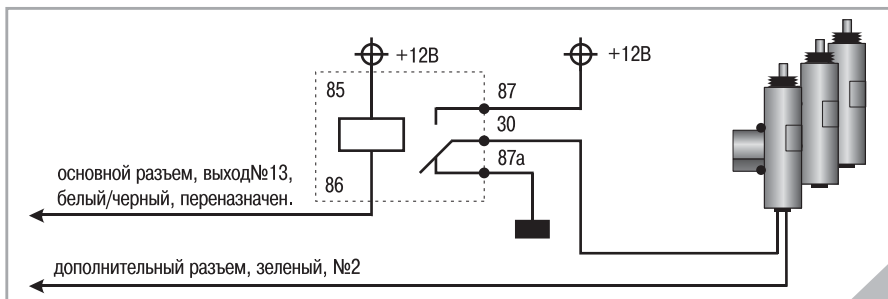 +12В
+12В
85
87
30
87а
86
основной разъем, выход№13,
белый/черный, переназначен.
дополнительный разъем, зеленый, №2